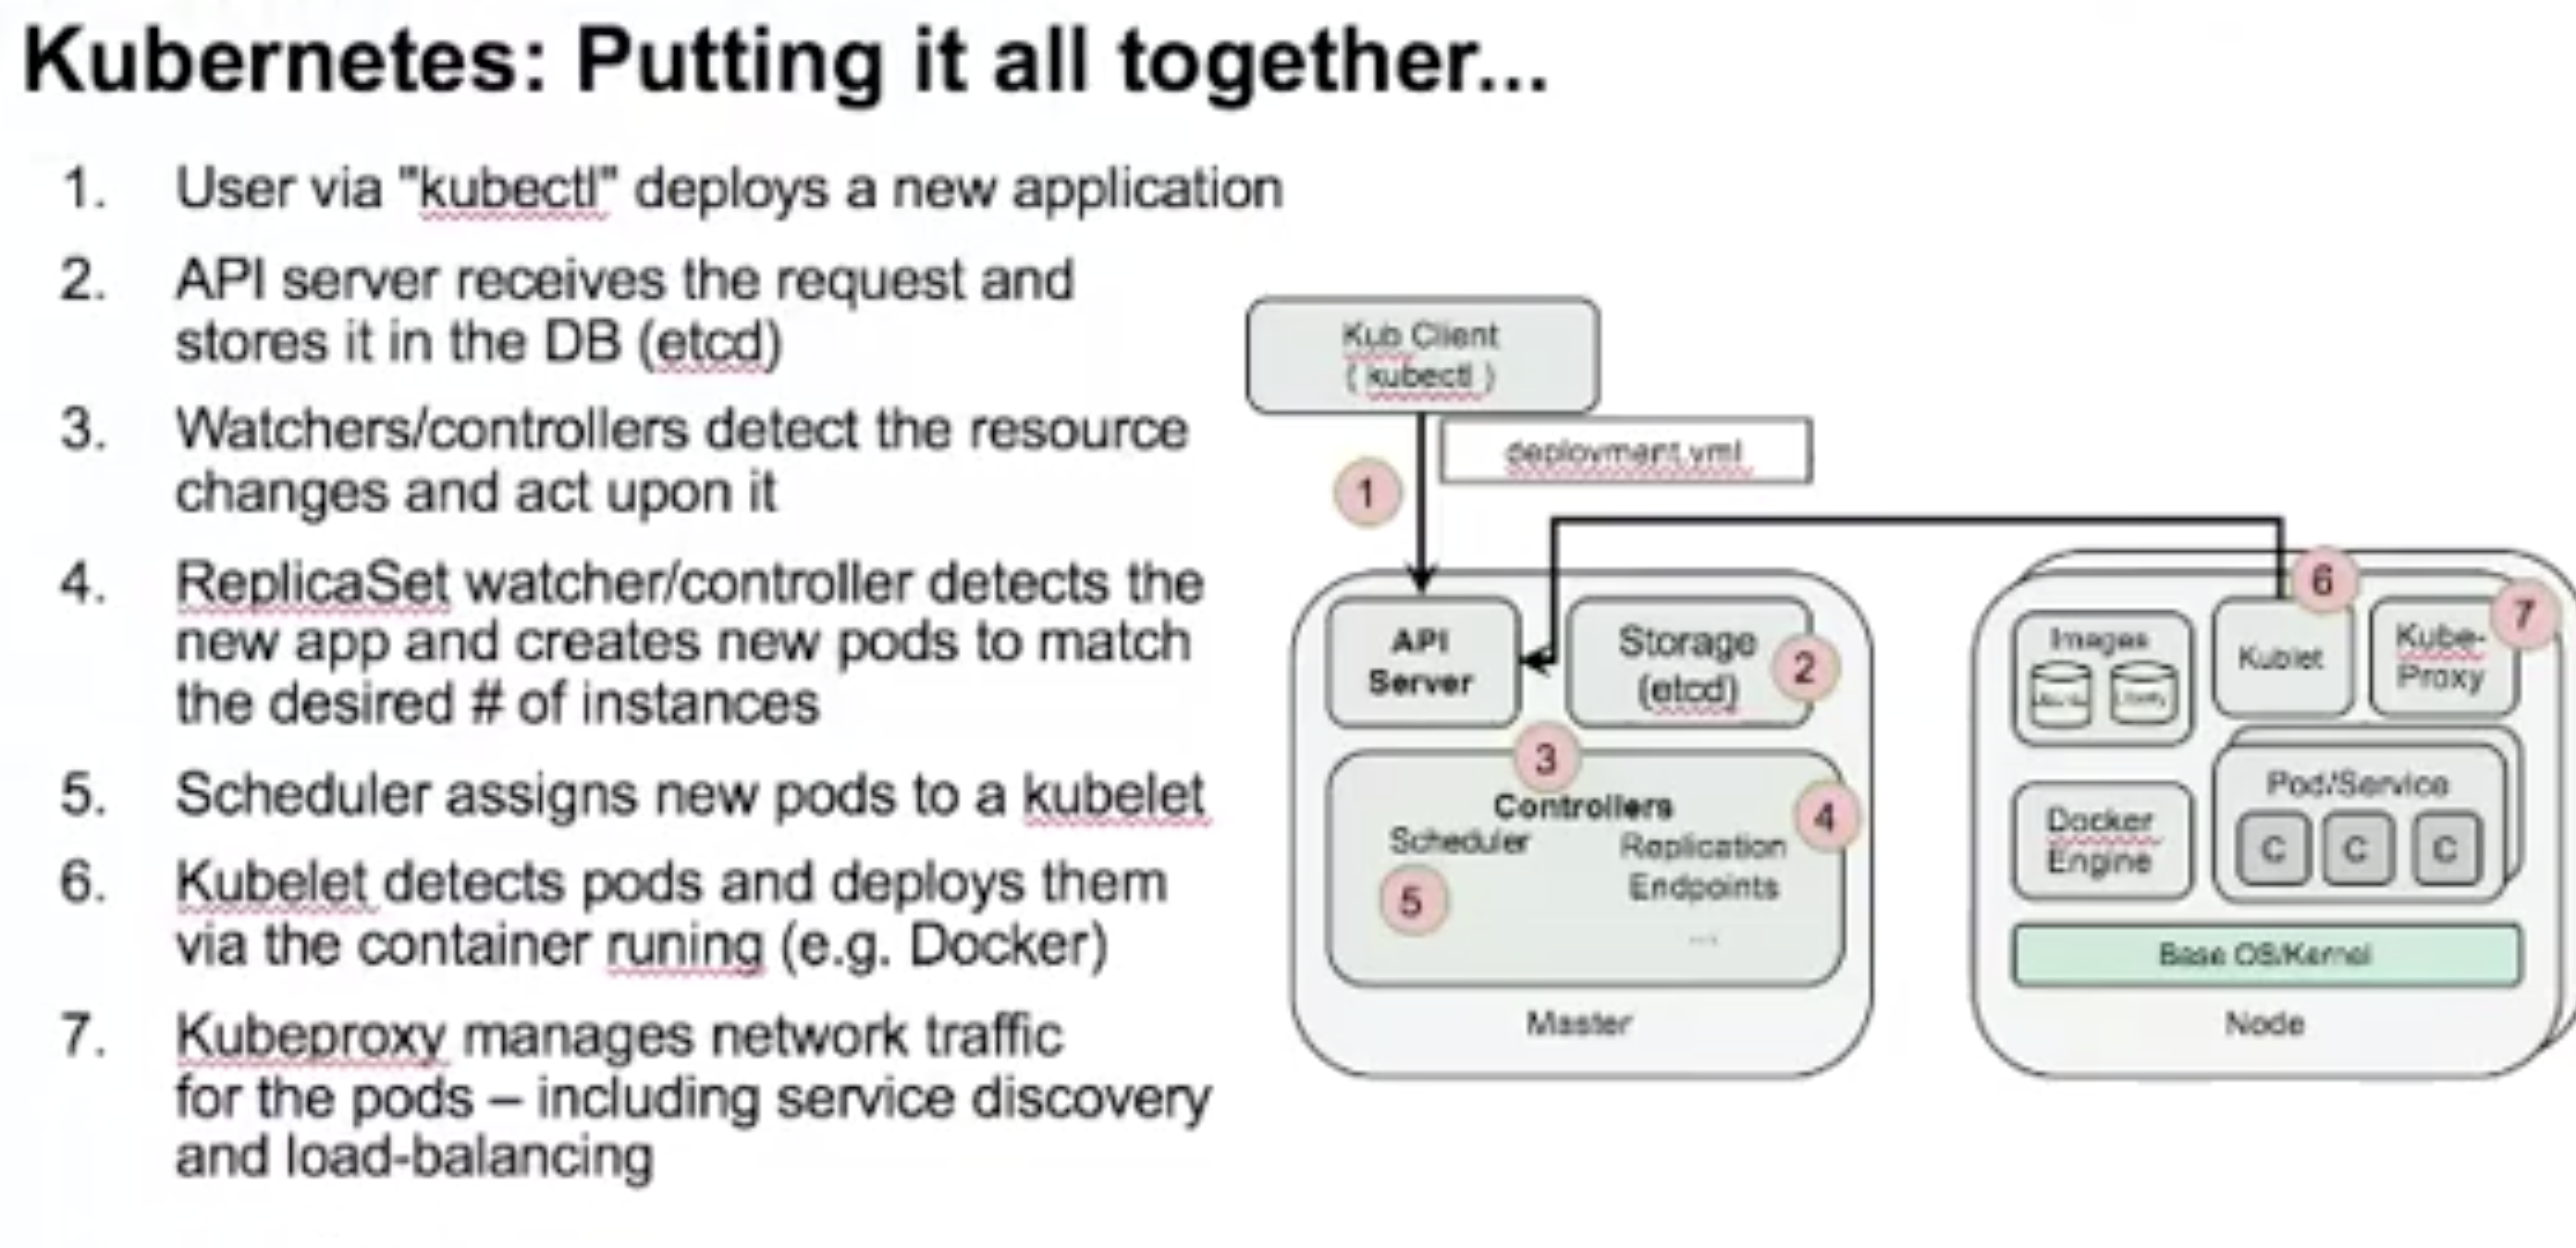 Kubernetes: Putting it all together...
1. User via "kubectl" deploys a new application
2. API server receives the request and
stores it in the DB (etcd)
3. Watchers/controllers detect the resource
changes and act upon it
4. ReplicaSet watcher/controller detects the
new app and creates new pods to match
the desired # of instances
5. Scheduler assigns new pods to a kubelet
6. Kubelet detects pods and deploys them
via the container runing (e.g. Docker)
7. Kubeproxy manages network traffic
for the pods – including service discovery
and load-balancing
Kub Client
( kubectl )
deployment.yml
1
API
Server
Storage
(etcd)
2
3
Controllers
4
Scheduler
5
Replication
Endpoints
...
Master
6
7
Images
Kublet
Kube-
Proxy
Docker
Engine
Pod/Service
C C C
Base OS/Kernel
Node